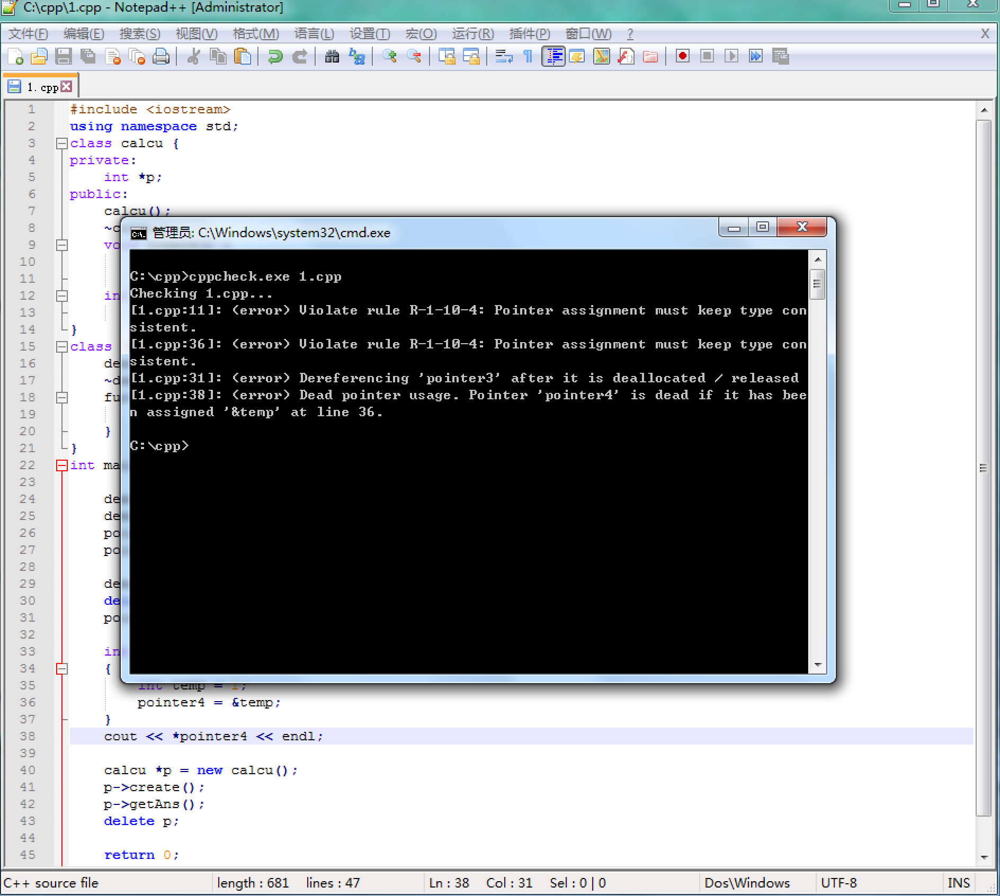 C:\cpp\1.cpp - Notepad++ [Administrator]
文件(F) 编辑(E) 搜索(S) 视图(V) 格式(M) 语言(L) 设置(T) 宏(O) 运行(R) 插件(P) 窗口(W) ? X
1. cpp
1 #include <iostream>
2 using namespace std;
3 class calcu {
4 private:
5 int *p;
6 public:
7 calcu();
8 ~c
9 vo
10
11
12 in
13
14 }
15 class
16 de
17 ~d
18 fu
19
20 }
21 }
22 int ma
23
24 de
25 de
26 po
27 po
28
29 de
30 de
31 po
32
33 in
34 {
35 int temp = 1;
36 pointer4 = &temp;
37 }
38 cout << *pointer4 << endl;
39
40 calcu *p = new calcu();
41 p->create();
42 p->getAns();
43 delete p;
44
45 return 0;
管理员: C:\Windows\system32\cmd.exe
C:\cpp>cppcheck.exe 1.cpp
Checking 1.cpp...
[1.cpp:11]: (error) Violate rule R-1-10-4: Pointer assignment must keep type con
sistent.
[1.cpp:36]: (error) Violate rule R-1-10-4: Pointer assignment must keep type con
sistent.
[1.cpp:31]: (error) Dereferencing 'pointer3' after it is deallocated / released
[1.cpp:38]: (error) Dead pointer usage. Pointer 'pointer4' is dead if it has bee
n assigned '&temp' at line 36.
C:\cpp>
C++ source file length : 681 lines : 47 Ln : 38 Col : 31 Sel : 0 | 0 Dos\Windows UTF-8 INS